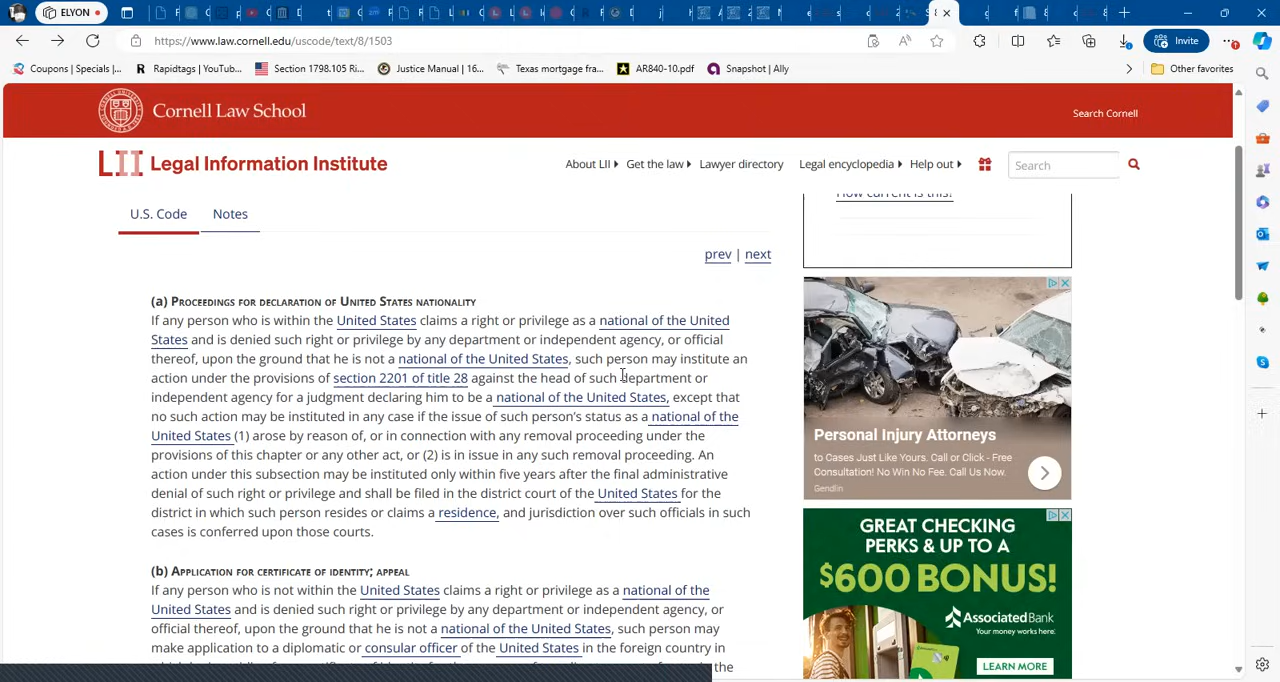 ELYON
https://www.law.cornell.edu/uscode/text/8/1503
Invite
Coupons | Specials |...
Rapidtags | YouTub...
Section 1798.105 Ri...
Justice Manual | 16...
Texas mortgage fra...
AR840-10.pdf
Snapshot | Ally
Other favorites
Cornell Law School
Search Cornell
LII Legal Information Institute
About LII
Get the law
Lawyer directory
Legal encyclopedia
Help out
Search
U.S. Code
Notes
How current is this?
prev | next
(a) Proceedings for declaration of United States nationality
If any person who is within the United States claims a right or privilege as a national of the United
States and is denied such right or privilege by any department or independent agency, or official
thereof, upon the ground that he is not a national of the United States, such person may institute an
action under the provisions of section 2201 of title 28 against the head of such department or
independent agency for a judgment declaring him to be a national of the United States, except that
no such action may be instituted in any case if the issue of such person's status as a national of the
United States (1) arose by reason of, or in connection with any removal proceeding under the
provisions of this chapter or any other act, or (2) is in issue in any such removal proceeding. An
action under this subsection may be instituted only within five years after the final administrative
denial of such right or privilege and shall be filed in the district court of the United States for the
district in which such person resides or claims a residence, and jurisdiction over such officials in such
cases is conferred upon those courts.
(b) Application for certificate of identity; appeal
If any person who is not within the United States claims a right or privilege as a national of the
United States and is denied such right or privilege by any department or independent agency, or
official thereof, upon the ground that he is not a national of the United States, such person may
make application to a diplomatic or consular officer of the United States in the foreign country in
the
Personal Injury Attorneys
to Cases Just Like Yours. Call or Click - Free
Consultation! No Win No Fee. Call Us Now.
Gendlin
GREAT CHECKING
PERKS & UP TO A
$600 BONUS!
AssociatedBank
Your money works here.
LEARN MORE